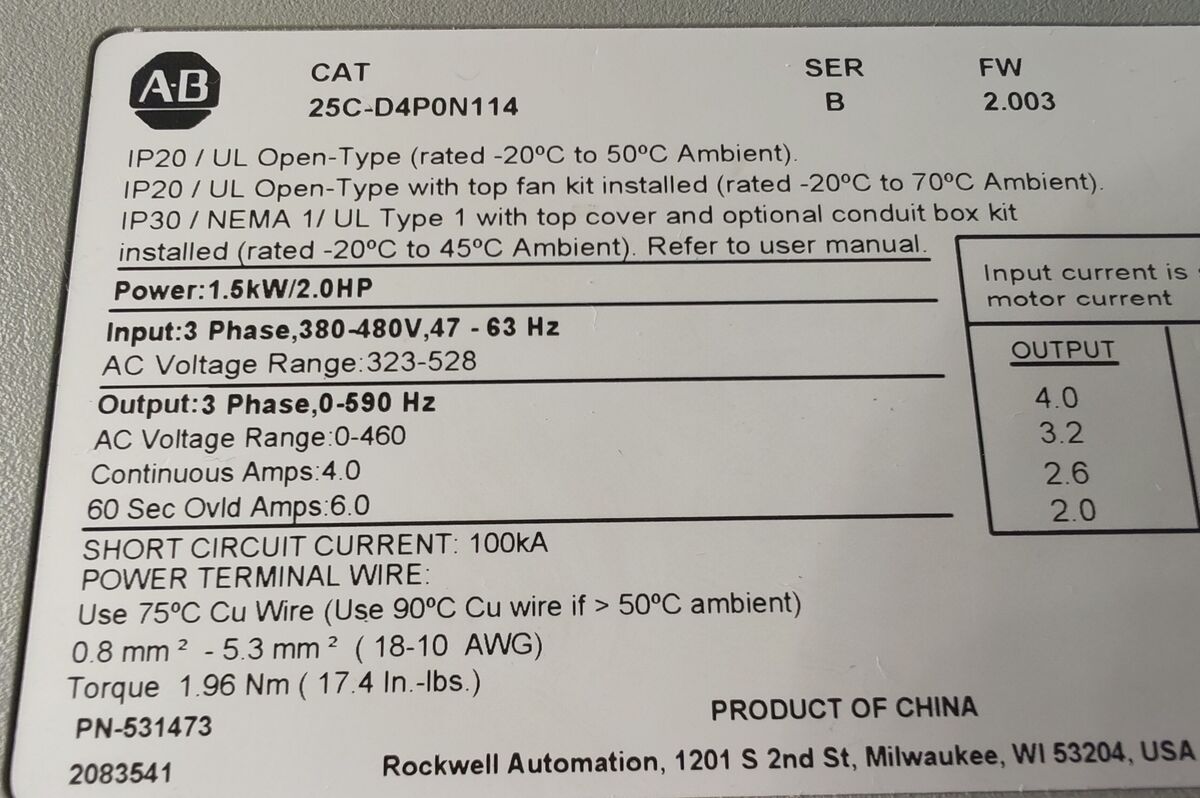 A-B
CAT SER FW
25C-D4P0N114 B 2.003
IP20 / UL Open-Type (rated -20ºC to 50ºC Ambient).
IP20 / UL Open-Type with top fan kit installed (rated -20ºC to 70ºC Ambient).
IP30 / NEMA 1/ UL Type 1 with top cover and optional conduit box kit
installed (rated -20ºC to 45ºC Ambient). Refer to user manual.
Power:1.5kW/2.0HP
Input:3 Phase,380-480V,47 - 63 Hz
AC Voltage Range:323-528
Output:3 Phase,0-590 Hz
AC Voltage Range:0-460
Continuous Amps:4.0
60 Sec Ovld Amps:6.0
Input current is
motor current
OUTPUT
4.0
3.2
2.6
2.0
SHORT CIRCUIT CURRENT: 100kA
POWER TERMINAL WIRE:
Use 75ºC Cu Wire (Use 90ºC Cu wire if > 50ºC ambient)
0.8 mm ² - 5.3 mm ² ( 18-10 AWG)
Torque 1.96 Nm ( 17.4 In.-lbs.)
PN-531473
2083541
PRODUCT OF CHINA
Rockwell Automation, 1201 S 2nd St, Milwaukee, WI 53204, USA